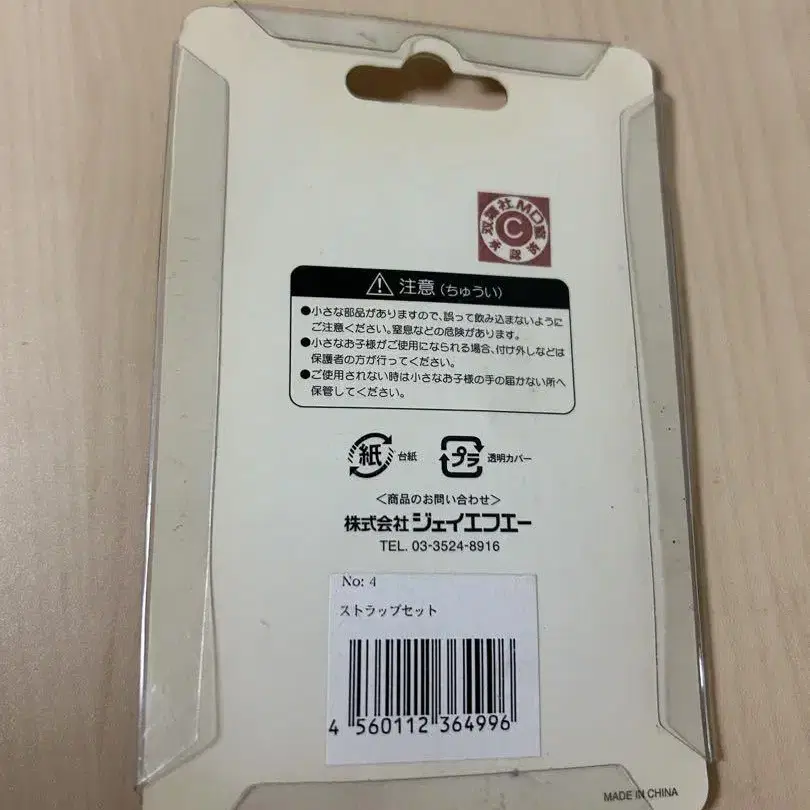 双葉社MD室
C
承認済
注意(ちゅうい)
●小さな部品がありますので、誤って飲み込まないように
ご注意ください。窒息などの危険があります。
●小さなお子様がご使用になられる場合、付け外しなどは
保護者の方が行ってください。
●ご使用されない時は小さなお子様の手の届かない所へ
保管してください。
紙 台紙
プラ 透明カバー
<商品のお問い合わせ>
株式会社ジェイエフエー
TEL. 03-3524-8916
No: 4
ストラップセット
4 560112 364996
MADE IN CHINA